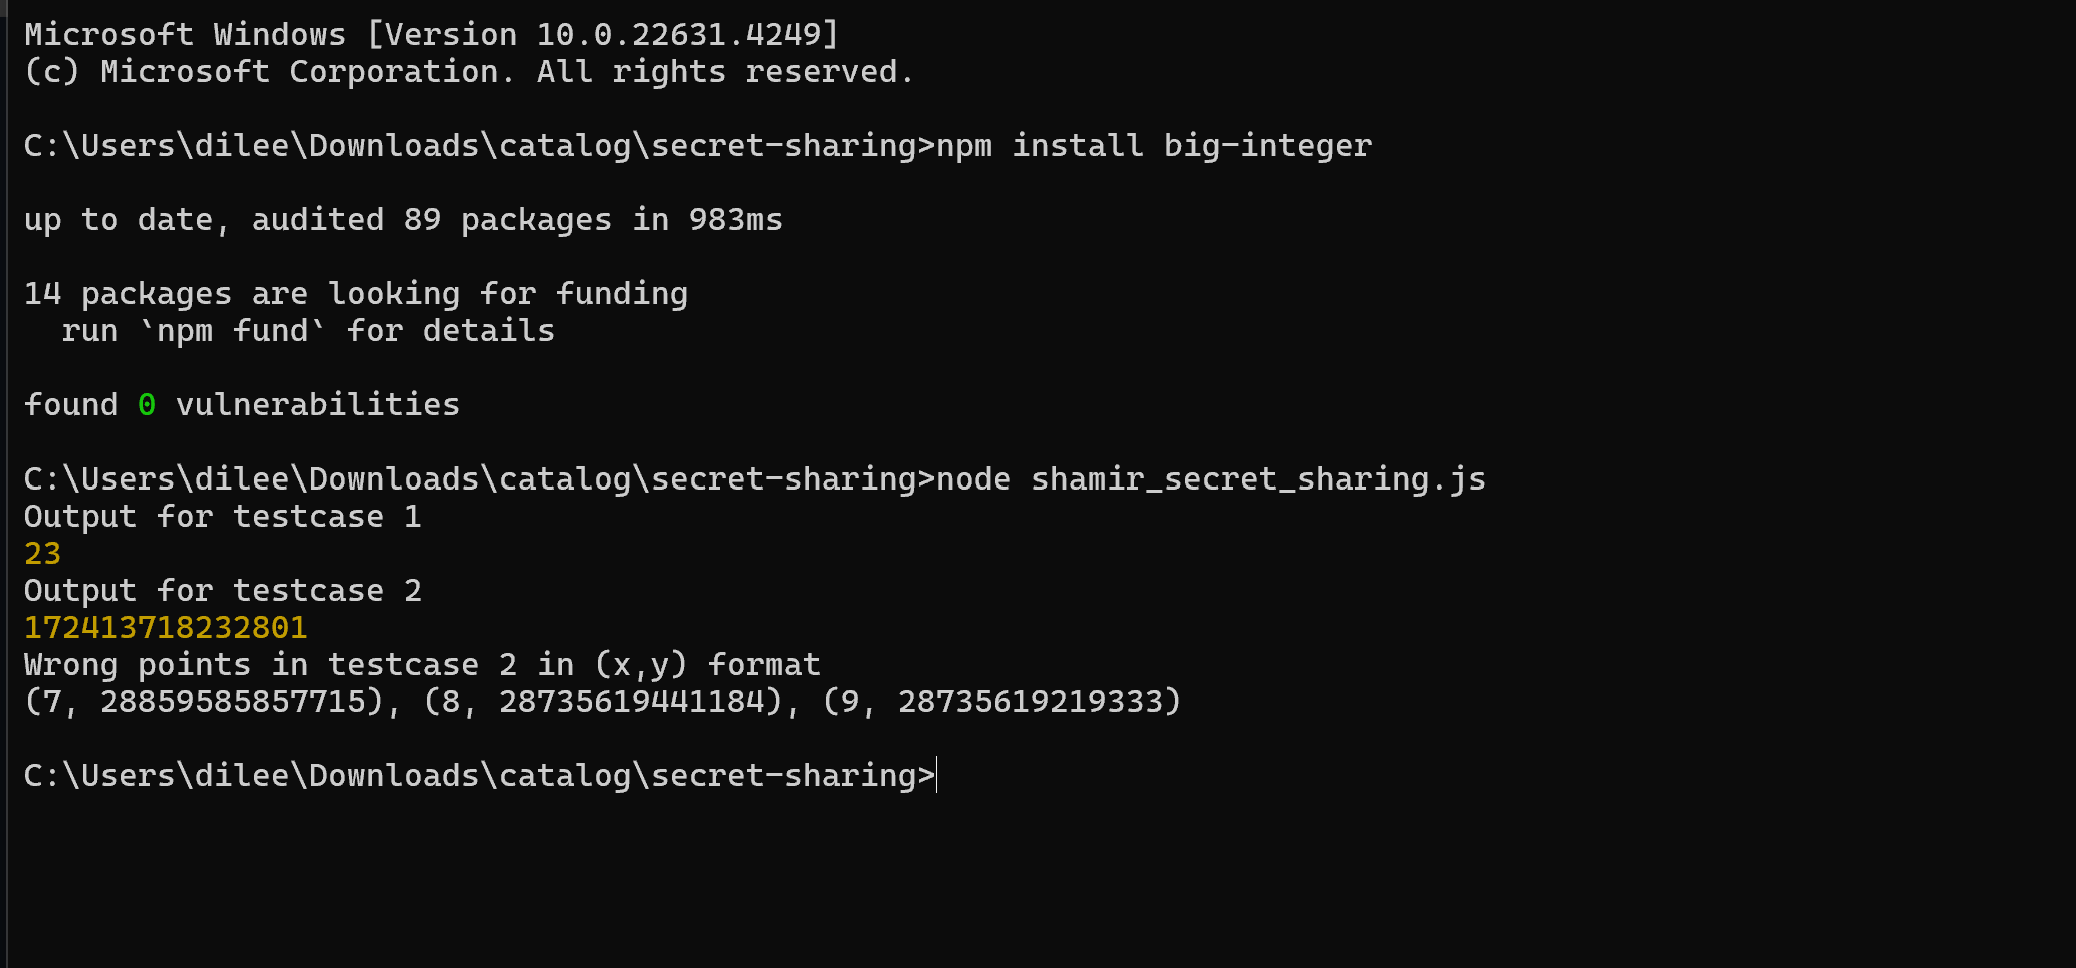 Microsoft Windows [Version 10.0.22631.4249]
(c) Microsoft Corporation. All rights reserved.
C:\Users\dilee\Downloads\catalog\secret-sharing>npm install big-integer
up to date, audited 89 packages in 983ms
14 packages are looking for funding
  run `npm fund` for details
found 0 vulnerabilities
C:\Users\dilee\Downloads\catalog\secret-sharing>node shamir_secret_sharing.js
Output for testcase 1
23
Output for testcase 2
172413718232801
Wrong points in testcase 2 in (x,y) format
(7, 28859585857715), (8, 28735619441184), (9, 28735619219333)
C:\Users\dilee\Downloads\catalog\secret-sharing>